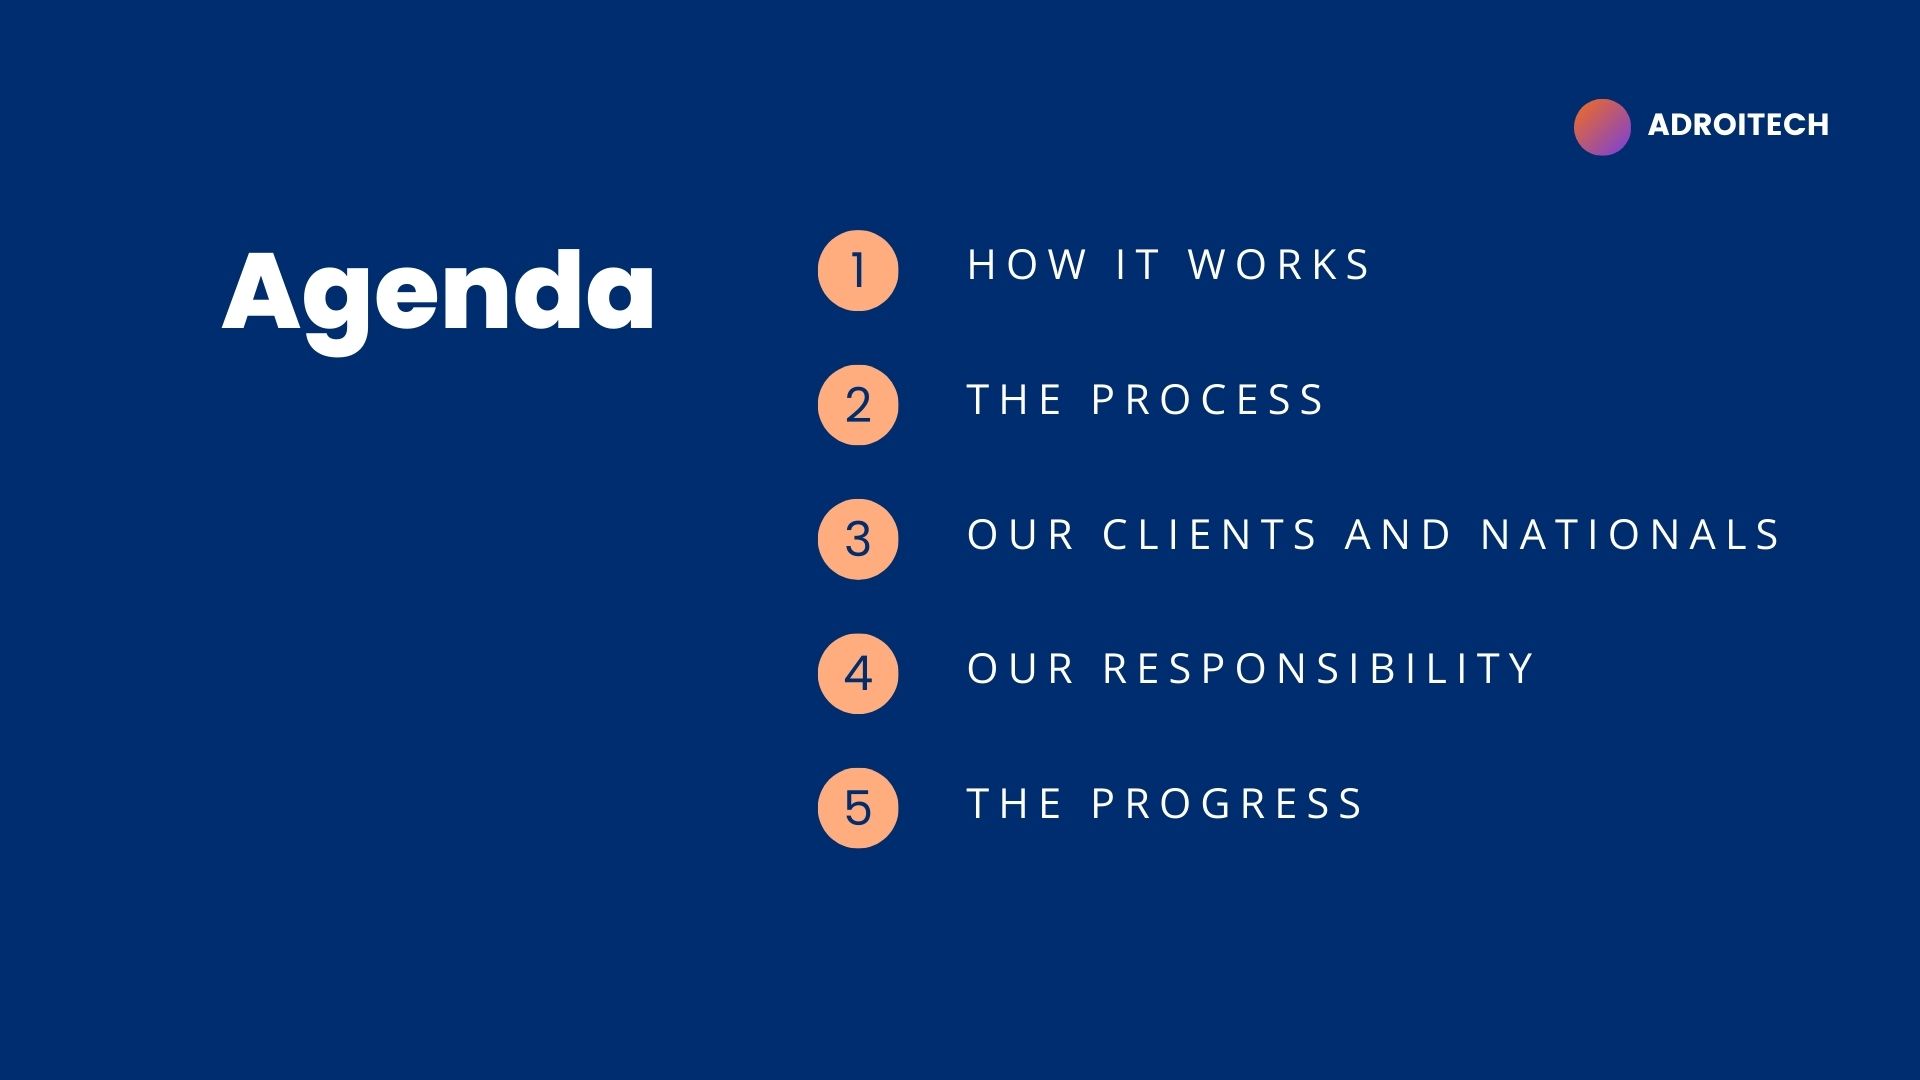 ADROITECH
Agenda
1 HOW IT WORKS
2 THE PROCESS
3 OUR CLIENTS AND NATIONALS
4 OUR RESPONSIBILITY
5 THE PROGRESS